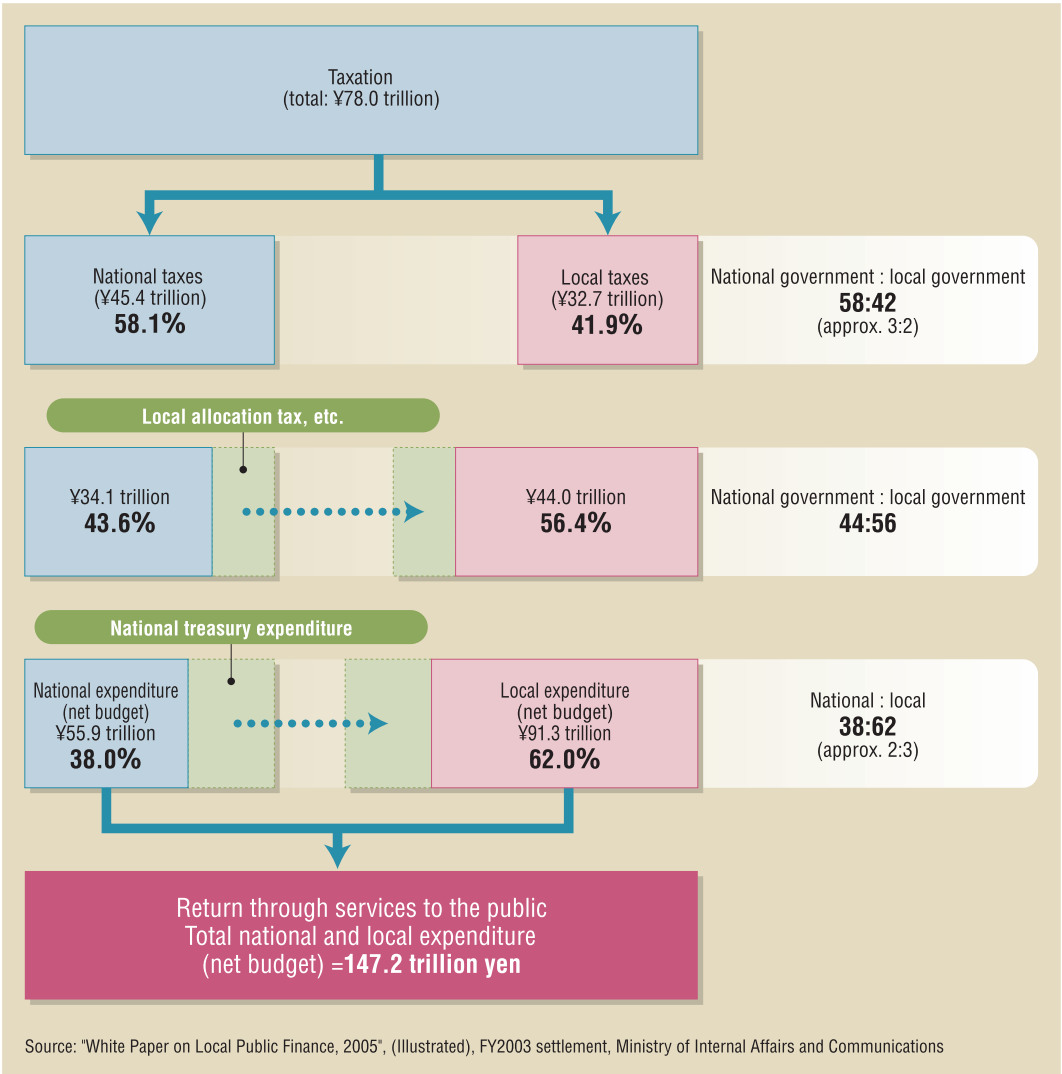 Taxation
(total: ¥78.0 trillion)
National taxes
(¥45.4 trillion)
58.1%
Local taxes
(¥32.7 trillion)
41.9%
National government : local government
58:42
(approx. 3:2)
Local allocation tax, etc.
¥34.1 trillion
43.6%
¥44.0 trillion
56.4%
National government : local government
44:56
National treasury expenditure
National expenditure
(net budget)
¥55.9 trillion
38.0%
Local expenditure
(net budget)
¥91.3 trillion
62.0%
National : local
38:62
(approx. 2:3)
Return through services to the public
Total national and local expenditure
(net budget) =147.2 trillion yen
Source: "White Paper on Local Public Finance, 2005", (Illustrated), FY2003 settlement, Ministry of Internal Affairs and Communications